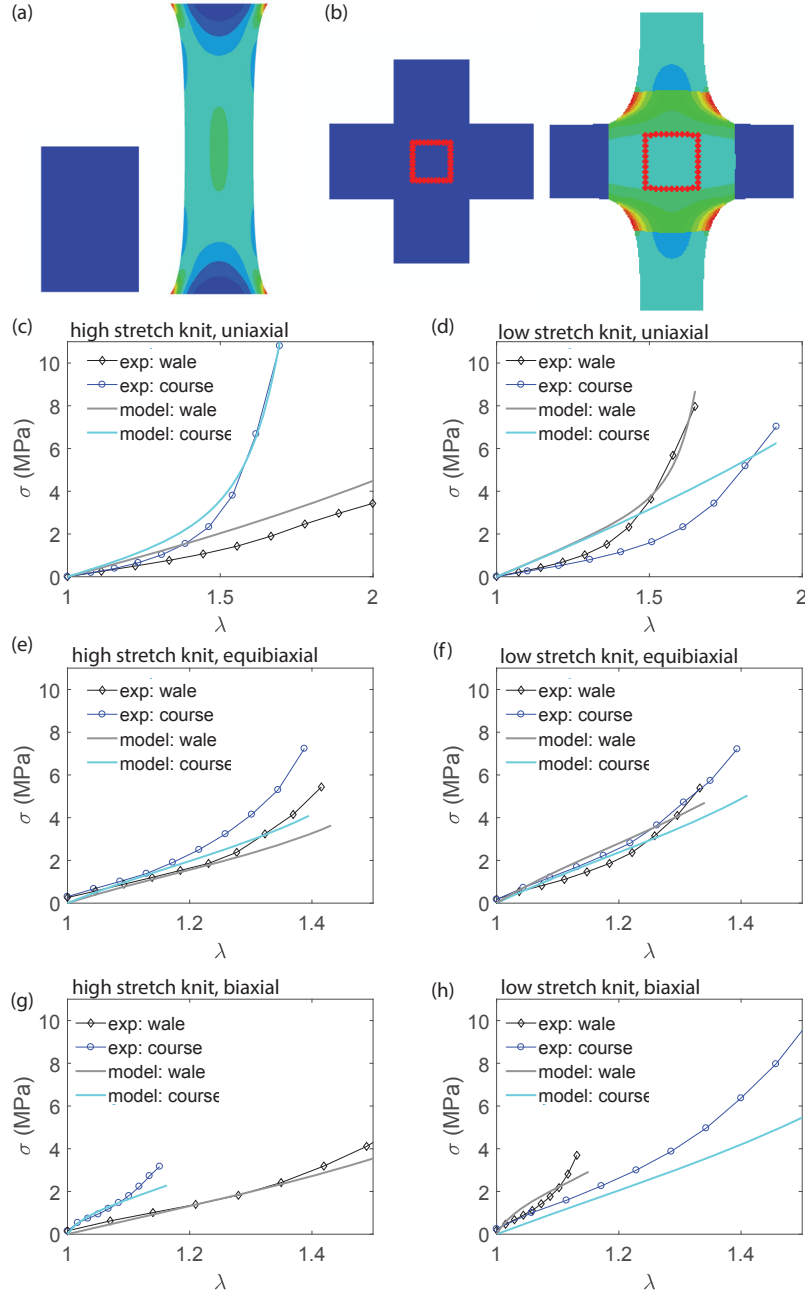 (a)
(b)
(c)
high stretch knit, uniaxial
exp: wale
exp: course
model: wale
model: course
10
8
6
4
2
0
σ (MPa)
1
1.5
2
λ
(d)
low stretch knit, uniaxial
exp: wale
exp: course
model: wale
model: course
10
8
6
4
2
0
σ (MPa)
1
1.5
2
λ
(e)
high stretch knit, equibiaxial
exp: wale
exp: course
model: wale
model: course
10
8
6
4
2
0
σ (MPa)
1
1.2
1.4
λ
(f)
low stretch knit, equibiaxial
exp: wale
exp: course
model: wale
model: course
10
8
6
4
2
0
σ (MPa)
1
1.2
1.4
λ
(g)
high stretch knit, biaxial
exp: wale
exp: course
model: wale
model: course
10
8
6
4
2
0
σ (MPa)
1
1.2
1.4
λ
(h)
low stretch knit, biaxial
exp: wale
exp: course
model: wale
model: course
10
8
6
4
2
0
σ (MPa)
1
1.2
1.4
λ